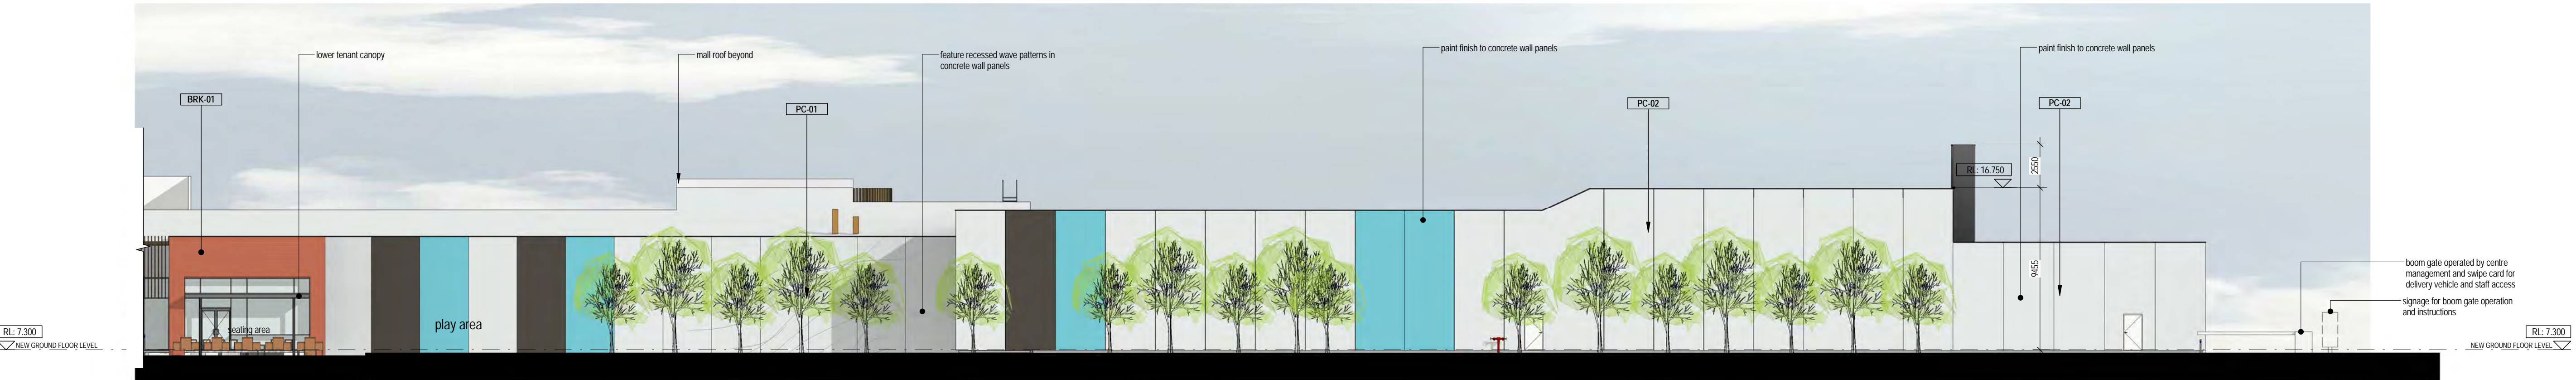 lower tenant canopy
mall roof beyond
feature recessed wave patterns in
concrete wall panels
paint finish to concrete wall panels
paint finish to concrete wall panels
BRK-01
PC-01
PC-02
PC-02
2550
RL: 16.750
9455
boom gate operated by centre
management and swipe card for
delivery vehicle and staff access
signage for boom gate operation
and instructions
seating area
play area
RL: 7.300
NEW GROUND FLOOR LEVEL
RL: 7.300
NEW GROUND FLOOR LEVEL